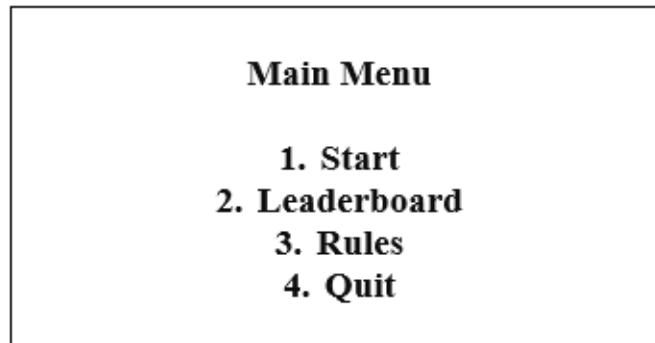 Main Menu
1. Start
2. Leaderboard
3. Rules
4. Quit